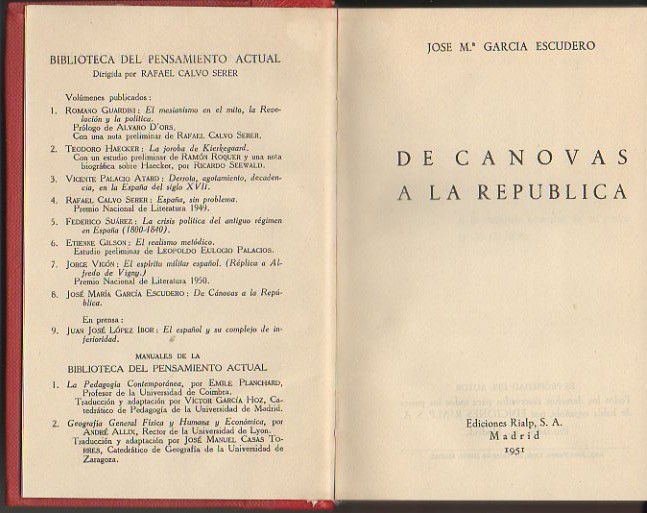 BIBLIOTECA DEL PENSAMIENTO ACTUAL
Dirigida por RAFAEL CALVO SERER
Volúmenes publicados:
1. ROMANO GUARDINI: El mesianismo en el mito, la Reve-
lación y la política.
Prólogo de ALVARO D'ORS.
Con una nota preliminar de RAFAEL CALVO SERER.
2. TEODORO HAECKER: La joroba de Kierkegaard.
Con un estudio preliminar de RAMÓN ROQUER y una nota
biográfica sobre Haecker, por RICARDO SEEWALD.
3. VICENTE PALACIO ATARD: Derrota, agotamiento, decaden-
cia, en la España del siglo XVII.
4. RAFAEL CALVO SERER: España, sin problema.
Premio Nacional de Literatura 1949.
5. FEDERICO SUÁREZ: La crisis política del antiguo régimen
en España (1800-1840).
6. ETIENNE GILSON: El realismo metódico.
Estudio preliminar de LEOPOLDO EULOGIO PALACIOS.
7. JORGE VIGÓN: El espíritu militar español. (Réplica a Al-
fredo de Vigny.)
Premio Nacional de Literatura 1950.
8. JOSÉ MARÍA GARCÍA ESCUDERO: De Cánovas a la Repú-
blica.
En prensa:
9. JUAN JOSÉ LÓPEZ IBOR: El español y su complejo de in-
ferioridad.
MANUALES DE LA
BIBLIOTECA DEL PENSAMIENTO ACTUAL
1. La Pedagogía Contemporánea, por EMILE PLANCHARD,
Profesor de la Universidad de Coimbra.
Traducción y adaptación por VICTOR GARCÍA HOZ, Ca-
tedrático de Pedagogía de la Universidad de Madrid.
2. Geografía General Física y Humana y Económica, por
ANDRÉ ALLIX, Rector de la Universidad de Lyon.
Traducción y adaptación por JOSÉ MANUEL CASAS TO-
RRES, Catedrático de Geografía de la Universidad de
Zaragoza.
JOSE M.ª GARCIA ESCUDERO
DE CANOVAS
A LA REPUBLICA
Ediciones Rialp, S. A.
Madrid
1951